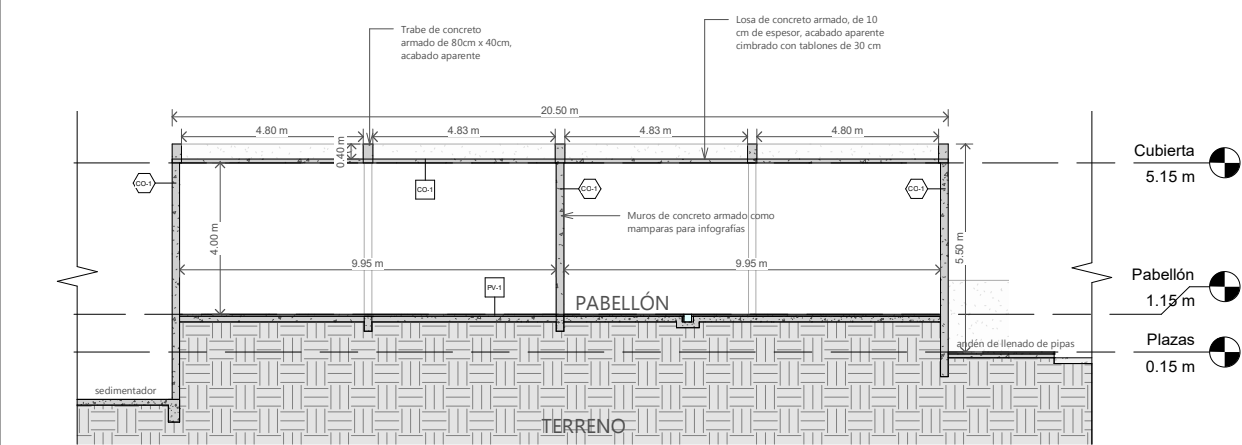 Trabe de concreto
armado de 80cm x 40cm,
acabado aparente
Losa de concreto armado, de 10
cm de espesor, acabado aparente
cimbrado con tablones de 30 cm
20.50 m
4.80 m
4.83 m
4.83 m
4.80 m
0.40 m
Cubierta
5.15 m
CO-1
CO-1
CO-1
CO-1
Muros de concreto armado como
mamparas para infografías
4.00 m
5.50 m
9.95 m
9.95 m
PV-1
Pabellón
1.15 m
PABELLÓN
Plazas
0.15 m
andén de llenado de pipas
sedimentador
TERRENO